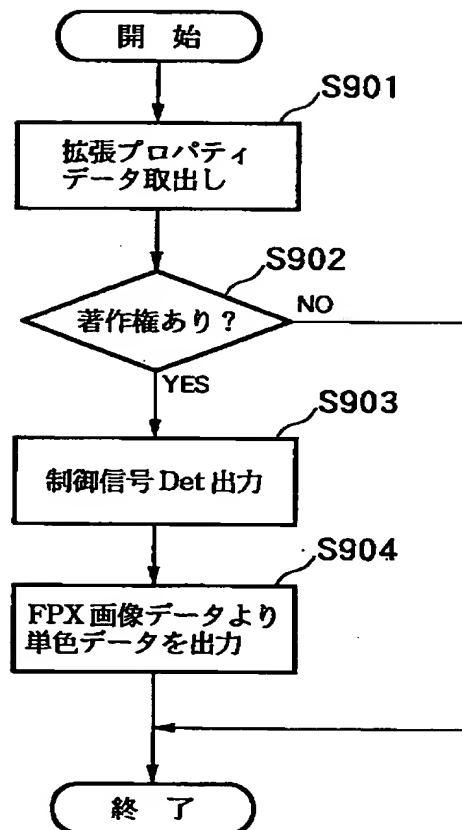 開 始
S901
拡張プロパティ
データ取出し
S902
著作権あり?
NO
YES
S903
制御信号 Det 出力
S904
FPX 画像データより
単色データを出力
終 了